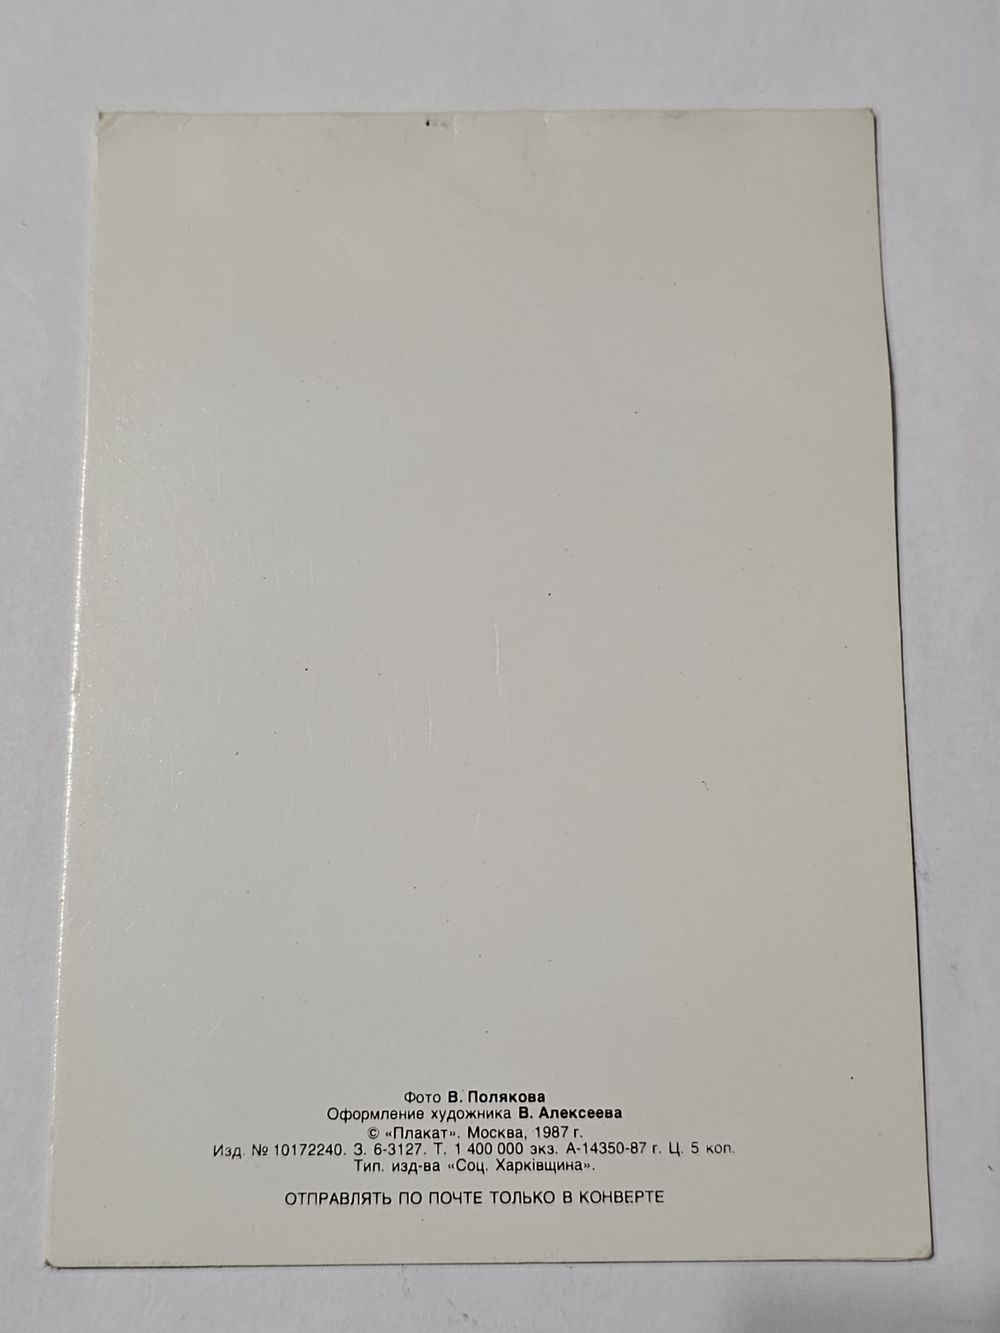 Фото В. Полякова
Оформление художника В. Алексеева
© «Плакат». Москва, 1987 г.
Изд. № 10172240. З. 6-3127. Т. 1 400 000 экз. А-14350-87 г. Ц. 5 коп.
Тип. изд-ва «Соц. Харківщина».
ОТПРАВЛЯТЬ ПО ПОЧТЕ ТОЛЬКО В КОНВЕРТЕ